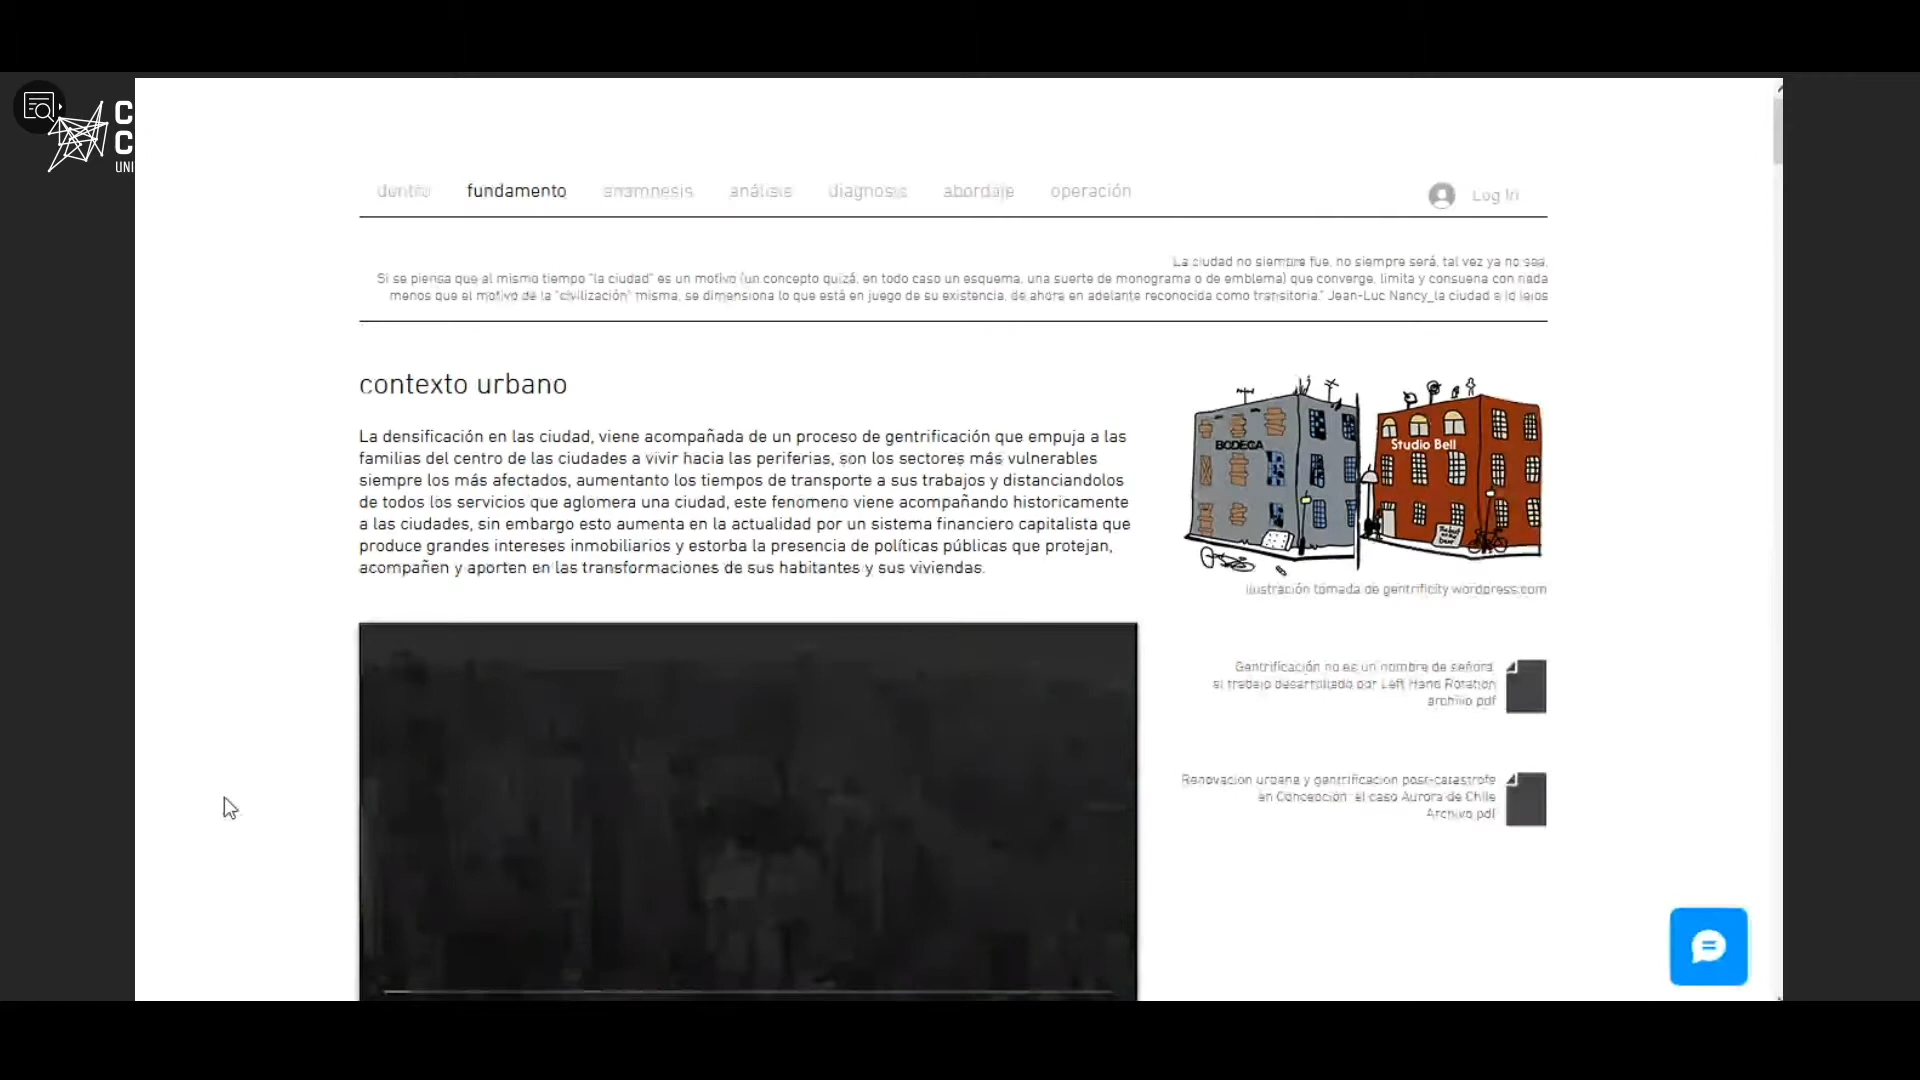 C
C
UNI
dentro fundamento anamnesis análisis diagnosis abordaje operación
Log In
La ciudad no siempre fue, no siempre será, tal vez ya no sea.
Si se piensa que al mismo tiempo "la ciudad" es un motivo (un concepto quizá, en todo caso un esquema, una suerte de monograma o de emblema) que converge, limita y consuena con nada
menos que el motivo de la "civilización" misma, se dimensiona lo que está en juego de su existencia, de ahora en adelante reconocida como transitoria." Jean-Luc Nancy_la ciudad a lo lejos
contexto urbano
La densificación en las ciudad, viene acompañada de un proceso de gentrificación que empuja a las
familias del centro de las ciudades a vivir hacia las periferias, son los sectores más vulnerables
siempre los más afectados, aumentanto los tiempos de transporte a sus trabajos y distanciandolos
de todos los servicios que aglomera una ciudad, este fenomeno viene acompañando historicamente
a las ciudades, sin embargo esto aumenta en la actualidad por un sistema financiero capitalista que
produce grandes intereses inmobiliarios y estorba la presencia de políticas públicas que protejan,
acompañen y aporten en las transformaciones de sus habitantes y sus viviendas.
BODEGA
Studio Bell
ilustración tomada de gentrificity.wordpress.com
Gentrificación no es un nombre de señora
el trabajo desarrollado por Left Hand Rotation
archivo pdf
Renovacion urbana y gentrificacion post-catastrofe
en Concepción: el caso Aurora de Chile
Archivo pdf